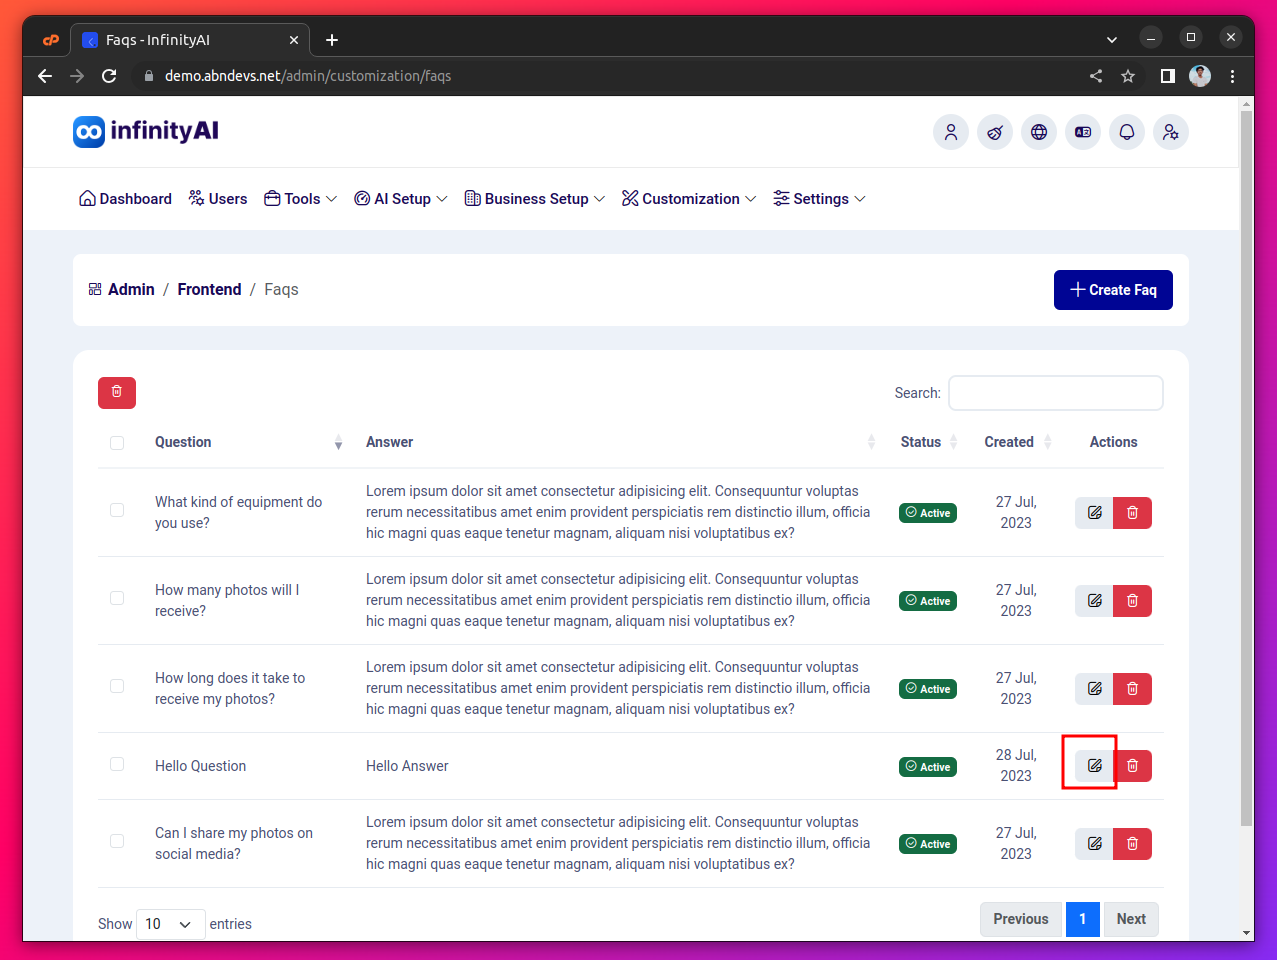 Faqs - InfinityAI
demo.abndevs.net/admin/customization/faqs
infinityAI
Dashboard Users Tools AI Setup Business Setup Customization Settings
Admin / Frontend / Faqs
Create Faq
Search:
Question Answer Status Created Actions
What kind of equipment do
you use?
Lorem ipsum dolor sit amet consectetur adipisicing elit. Consequuntur voluptas
rerum necessitatibus amet enim provident perspiciatis rem distinctio illum, officia
hic magni quas eaque tenetur magnam, aliquam nisi voluptatibus ex?
Active
27 Jul,
2023
How many photos will I
receive?
Lorem ipsum dolor sit amet consectetur adipisicing elit. Consequuntur voluptas
rerum necessitatibus amet enim provident perspiciatis rem distinctio illum, officia
hic magni quas eaque tenetur magnam, aliquam nisi voluptatibus ex?
Active
27 Jul,
2023
How long does it take to
receive my photos?
Lorem ipsum dolor sit amet consectetur adipisicing elit. Consequuntur voluptas
rerum necessitatibus amet enim provident perspiciatis rem distinctio illum, officia
hic magni quas eaque tenetur magnam, aliquam nisi voluptatibus ex?
Active
27 Jul,
2023
Hello Question
Hello Answer
Active
28 Jul,
2023
Can I share my photos on
social media?
Lorem ipsum dolor sit amet consectetur adipisicing elit. Consequuntur voluptas
rerum necessitatibus amet enim provident perspiciatis rem distinctio illum, officia
hic magni quas eaque tenetur magnam, aliquam nisi voluptatibus ex?
Active
27 Jul,
2023
Show 10 entries
Previous 1 Next